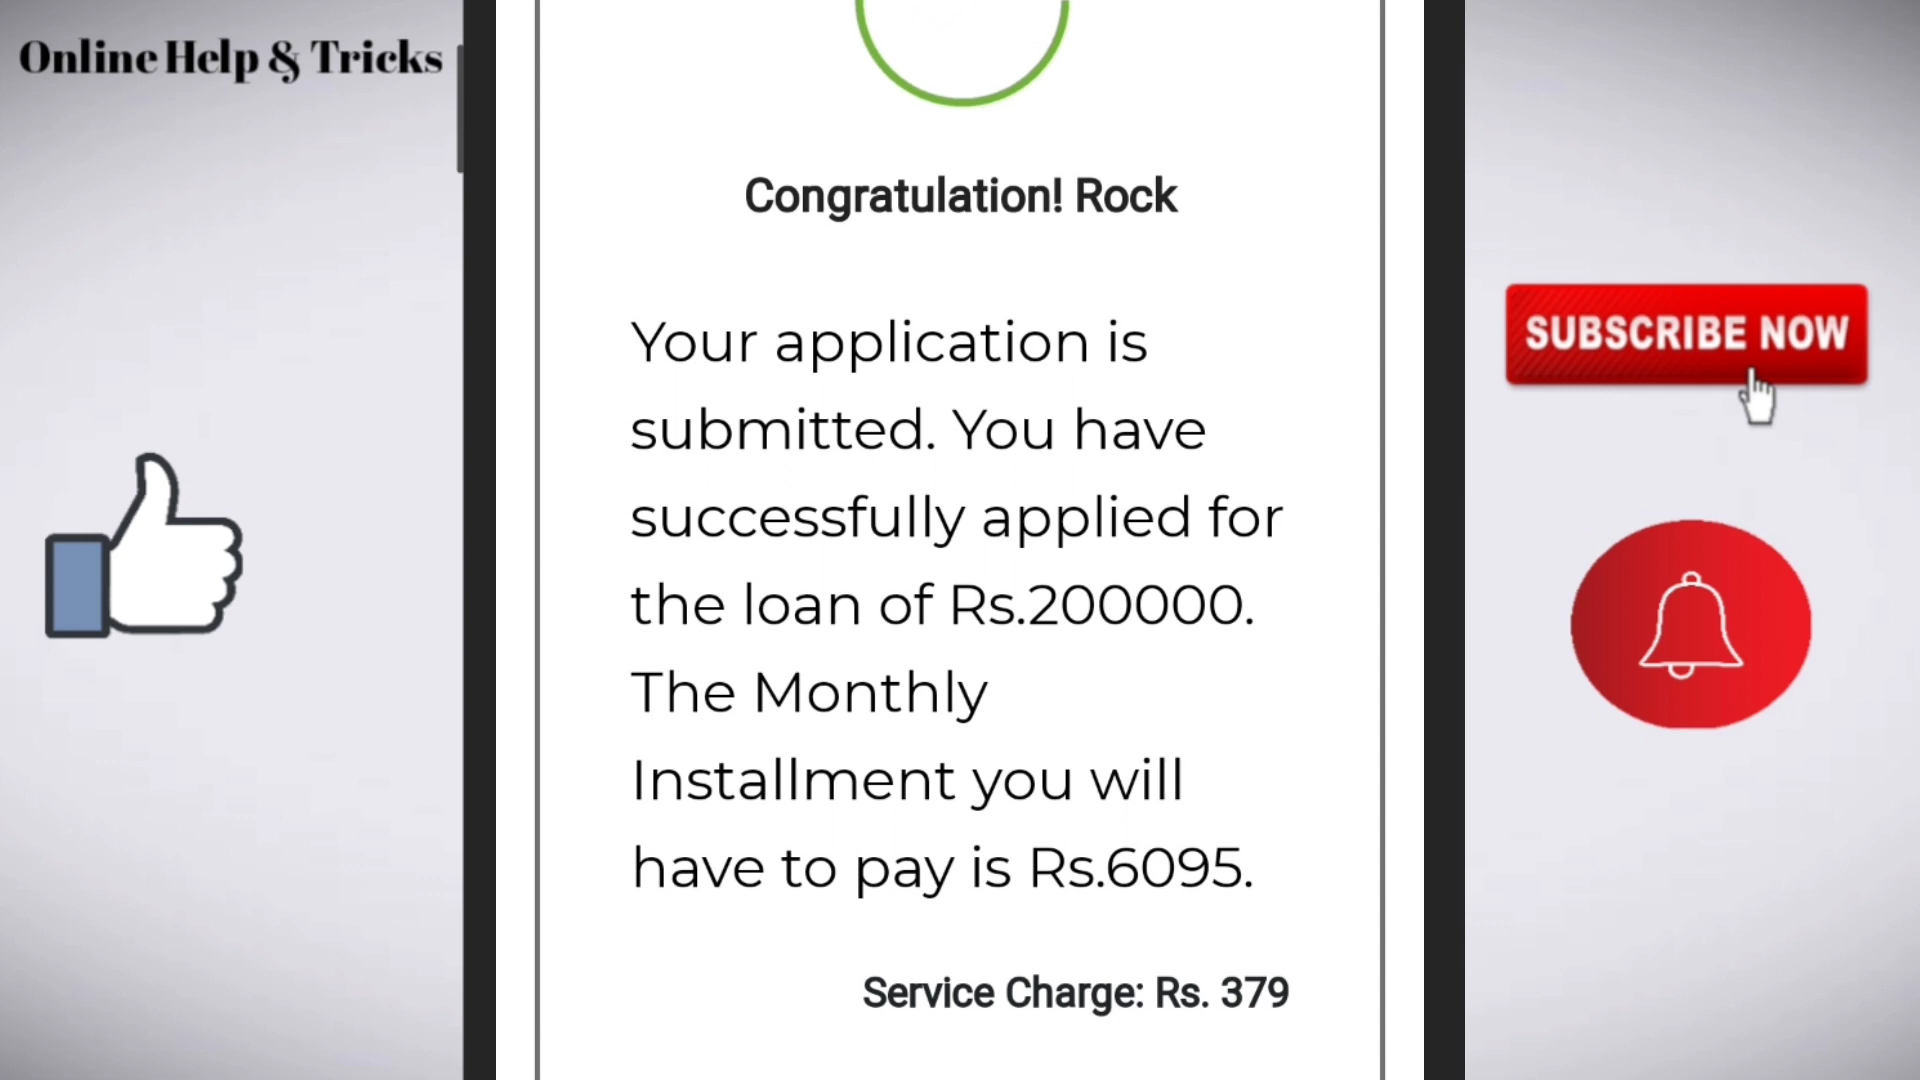 Online Help & Tricks
Congratulation! Rock
Your application is
submitted. You have
successfully applied for
the loan of Rs.200000.
The Monthly
Installment you will
have to pay is Rs.6095.
Service Charge: Rs. 379
SUBSCRIBE NOW